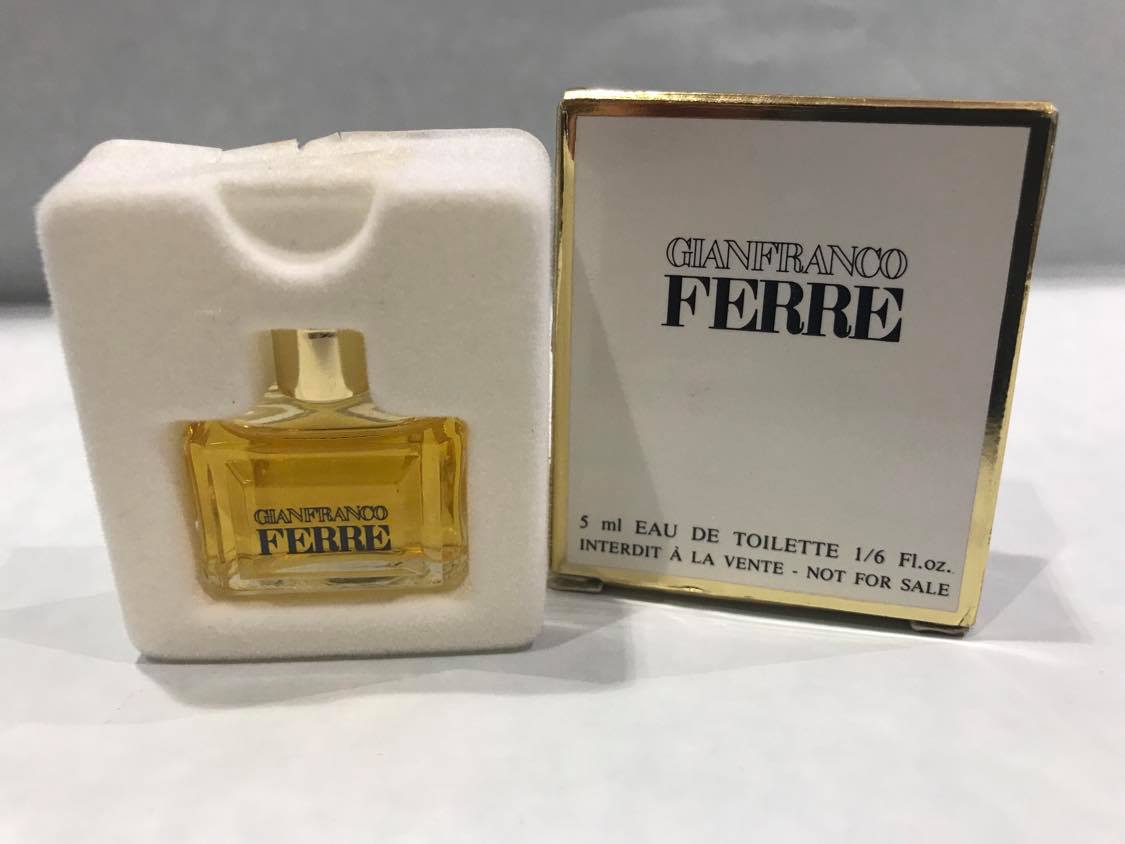 GIANFRANCO
FERRE
GIANFRANCO
FERRE
5 ml EAU DE TOILETTE 1/6 Fl.oz.
INTERDIT À LA VENTE - NOT FOR SALE